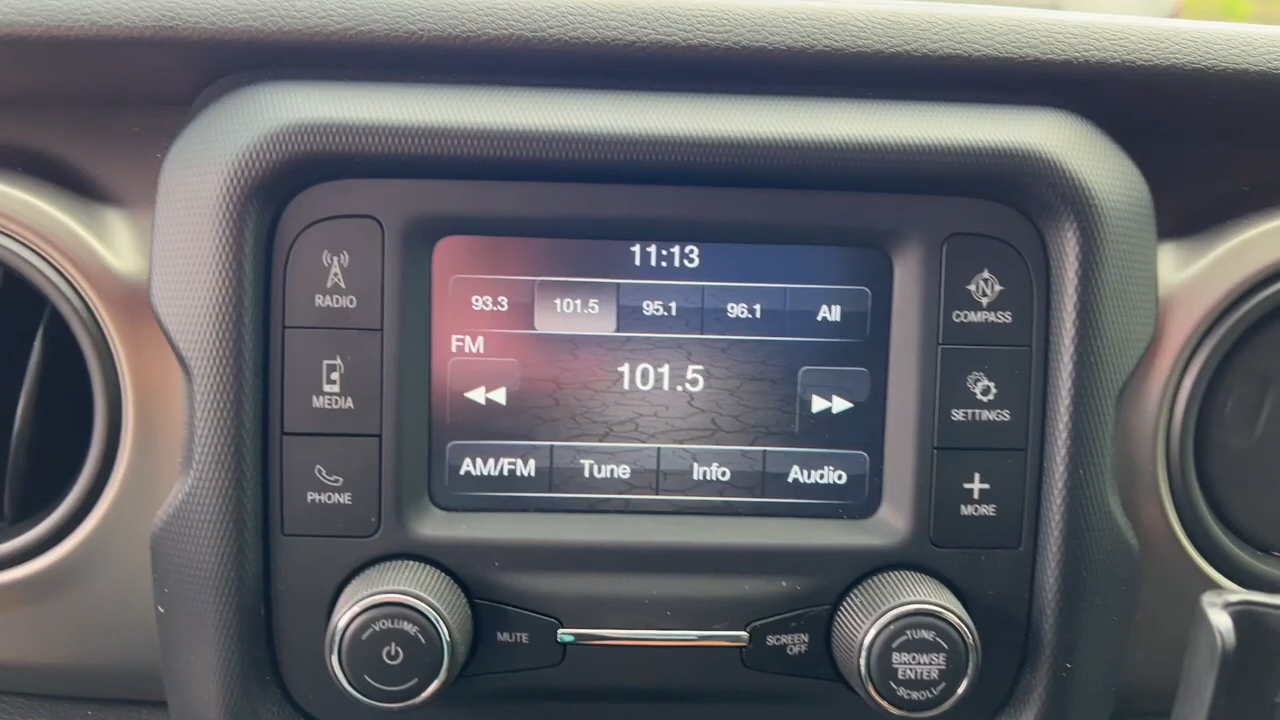 11:13
93.3 101.5 95.1 96.1 All
FM
101.5
AM/FM Tune Info Audio
RADIO
MEDIA
PHONE
N
COMPASS
SETTINGS
MORE
VOLUME
MUTE
SCREEN
OFF
TUNE
BROWSE
ENTER
SCROLL